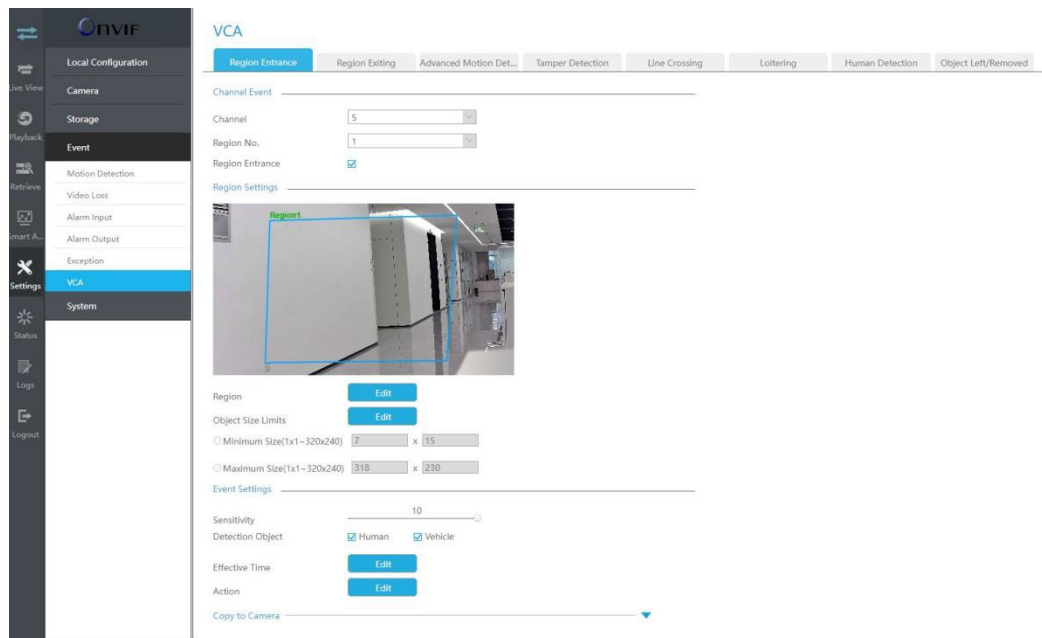 ONVIF
Live View
Playback
Retrieve
Smart A...
Settings
Status
Logs
Logout
Local Configuration
Camera
Storage
Event
Motion Detection
Video Loss
Alarm Input
Alarm Output
Exception
VCA
System
VCA
Region Entrance Region Exiting Advanced Motion Det... Tamper Detection Line Crossing Loitering Human Detection Object Left/Removed
Channel Event
Channel 5
Region No. 1
Region Entrance
Region Settings
Region1
Region Edit
Object Size Limits Edit
Minimum Size(1x1~320x240) 7 x 15
Maximum Size(1x1~320x240) 318 x 230
Event Settings
10
Sensitivity
Detection Object Human Vehicle
Effective Time Edit
Action Edit
Copy to Camera